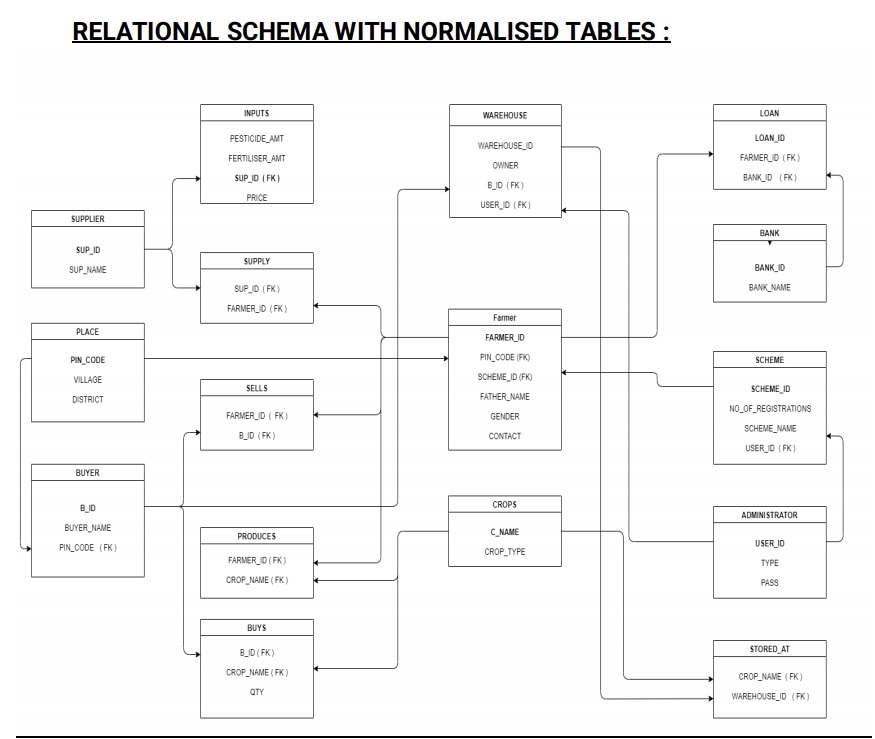 RELATIONAL SCHEMA WITH NORMALISED TABLES :
INPUTS
PESTICIDE_AMT
FERTILISER_AMT
SUP_ID ( FK )
PRICE
SUPPLIER
SUP_ID
SUP_NAME
SUPPLY
SUP_ID ( FK )
FARMER_ID ( FK )
PLACE
PIN_CODE
VILLAGE
DISTRICT
SELLS
FARMER_ID ( FK )
B_ID ( FK )
BUYER
B_ID
BUYER_NAME
PIN_CODE ( FK )
PRODUCES
FARMER_ID ( FK )
CROP_NAME ( FK )
BUYS
B_ID ( FK )
CROP_NAME ( FK )
QTY
WAREHOUSE
WAREHOUSE_ID
OWNER
B_ID ( FK )
USER_ID ( FK )
Farmer
FARMER_ID
PIN_CODE (FK)
SCHEME_ID (FK)
FATHER_NAME
GENDER
CONTACT
CROPS
C_NAME
CROP_TYPE
LOAN
LOAN_ID
FARMER_ID ( FK )
BANK_ID ( FK )
BANK
BANK_ID
BANK_NAME
SCHEME
SCHEME_ID
NO_OF_REGISTRATIONS
SCHEME_NAME
USER_ID ( FK )
ADMINISTRATOR
USER_ID
TYPE
PASS
STORED_AT
CROP_NAME ( FK )
WAREHOUSE_ID ( FK )